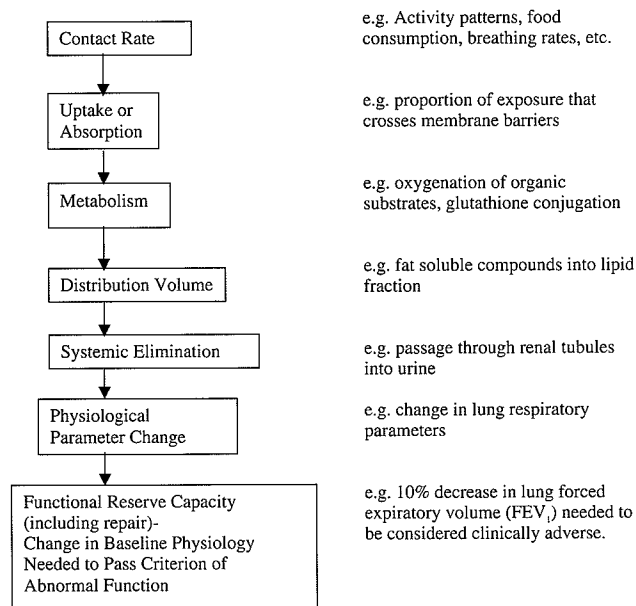 Contact Rate
e.g. Activity patterns, food
consumption, breathing rates, etc.
Uptake or
Absorption
e.g. proportion of exposure that
crosses membrane barriers
Metabolism
e.g. oxygenation of organic
substrates, glutathione conjugation
Distribution Volume
e.g. fat soluble compounds into lipid
fraction
Systemic Elimination
e.g. passage through renal tubules
into urine
Physiological
Parameter Change
e.g. change in lung respiratory
parameters
Functional Reserve Capacity
(including repair)-
Change in Baseline Physiology
Needed to Pass Criterion of
Abnormal Function
e.g. 10% decrease in lung forced
expiratory volume (FEV₁) needed to
be considered clinically adverse.